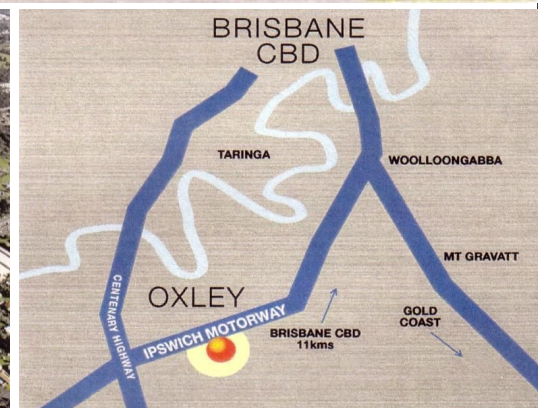 BRISBANE
CBD
TARINGA
WOOLLOONGABBA
MT GRAVATT
CENTENARY HIGHWAY
OXLEY
IPSWICH MOTORWAY
GOLD
COAST
BRISBANE CBD
11kms